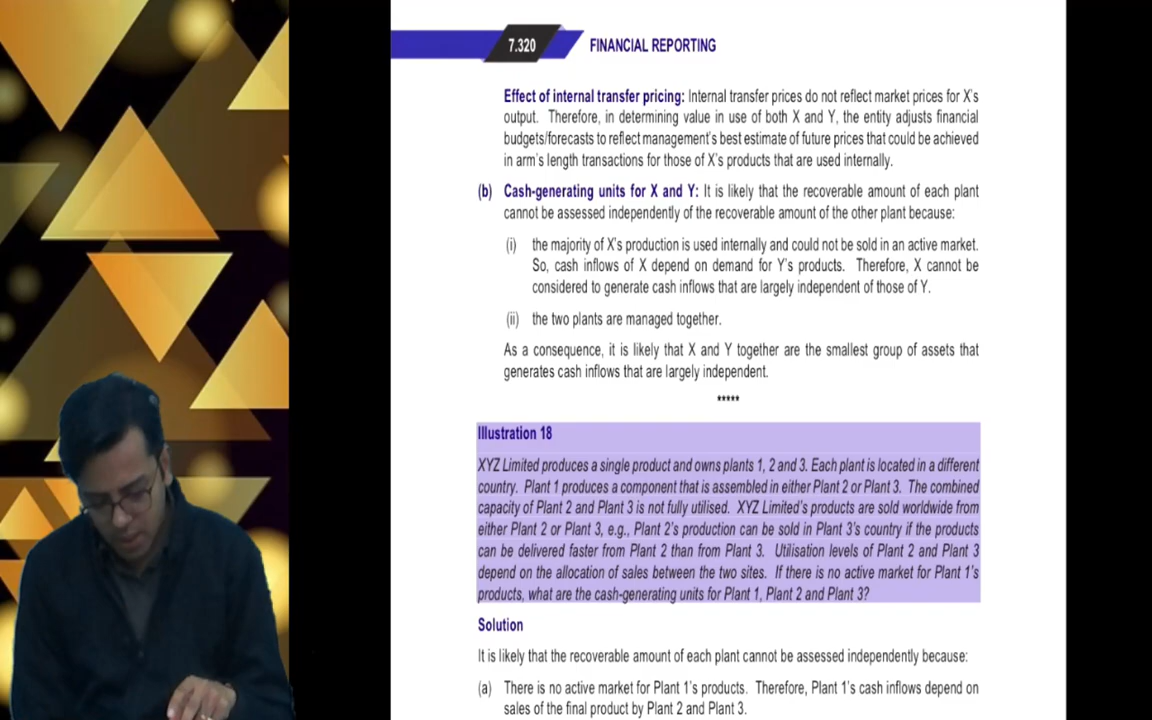 7.320 FINANCIAL REPORTING
Effect of internal transfer pricing: Internal transfer prices do not reflect market prices for X's
output. Therefore, in determining value in use of both X and Y, the entity adjusts financial
budgets/forecasts to reflect management's best estimate of future prices that could be achieved
in arm's length transactions for those of X's products that are used internally.
(b) Cash-generating units for X and Y: It is likely that the recoverable amount of each plant
cannot be assessed independently of the recoverable amount of the other plant because:
(i) the majority of X's production is used internally and could not be sold in an active market.
So, cash inflows of X depend on demand for Y's products. Therefore, X cannot be
considered to generate cash inflows that are largely independent of those of Y.
(ii) the two plants are managed together.
As a consequence, it is likely that X and Y together are the smallest group of assets that
generates cash inflows that are largely independent.
*****
Illustration 18
XYZ Limited produces a single product and owns plants 1, 2 and 3. Each plant is located in a different
country. Plant 1 produces a component that is assembled in either Plant 2 or Plant 3. The combined
capacity of Plant 2 and Plant 3 is not fully utilised. XYZ Limited's products are sold worldwide from
either Plant 2 or Plant 3, e.g., Plant 2's production can be sold in Plant 3's country if the products
can be delivered faster from Plant 2 than from Plant 3. Utilisation levels of Plant 2 and Plant 3
depend on the allocation of sales between the two sites. If there is no active market for Plant 1's
products, what are the cash-generating units for Plant 1, Plant 2 and Plant 3?
Solution
It is likely that the recoverable amount of each plant cannot be assessed independently because:
(a) There is no active market for Plant 1's products. Therefore, Plant 1's cash inflows depend on
sales of the final product by Plant 2 and Plant 3.